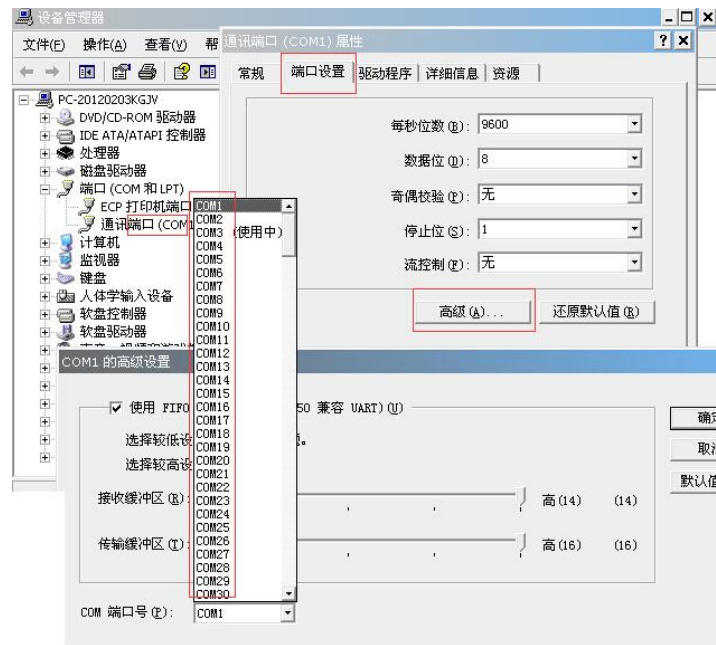 设备管理器
文件(F) 操作(A) 查看(V) 帮
PC-20120203KGJV
DVD/CD-ROM 驱动器
IDE ATA/ATAPI 控制器
处理器
磁盘驱动器
端口 (COM 和 LPT)
ECP 打印机端口
通讯端口 (COM1
计算机
监视器
键盘
人体学输入设备
软盘控制器
软盘驱动器
通讯端口 (COM1) 属性
常规 端口设置 驱动程序 详细信息 资源
每秒位数(B): 9600
数据位(D): 8
奇偶校验(P): 无
停止位(S): 1
流控制(F): 无
高级(A)... 还原默认值(R)
COM1 的高级设置
使用 FIFO
50 兼容 UART)(U)
选择较低设
选择较高设
接收缓冲区(R): 高(14) (14)
传输缓冲区(T): 高(16) (16)
COM 端口号(P): COM1
确定
取消
默认值
COM1
COM2
COM3 (使用中)
COM4
COM5
COM6
COM7
COM8
COM9
COM10
COM11
COM12
COM13
COM14
COM15
COM16
COM17
COM18
COM19
COM20
COM21
COM22
COM23
COM24
COM25
COM26
COM27
COM28
COM29
COM30